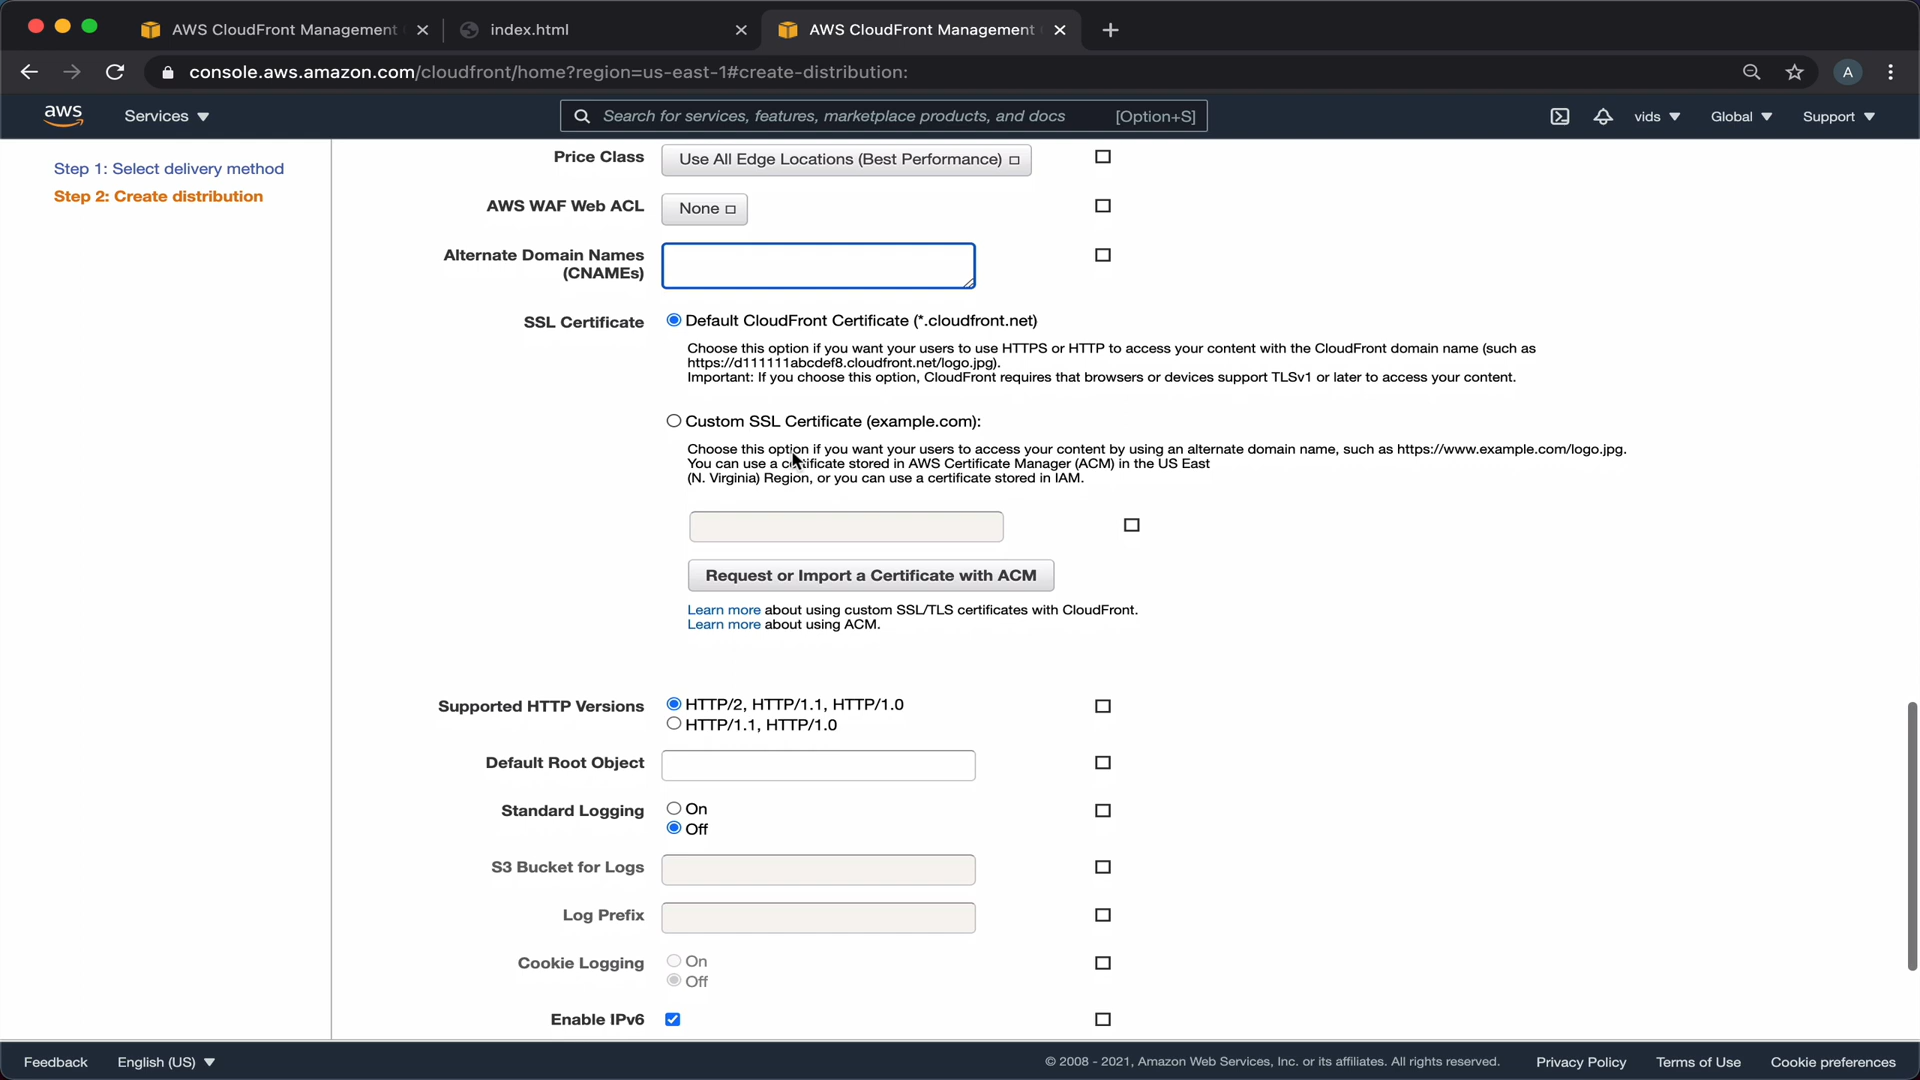 AWS CloudFront Management
index.html
AWS CloudFront Management
console.aws.amazon.com/cloudfront/home?region=us-east-1#create-distribution:
A
aws
Services
Search for services, features, marketplace products, and docs
[Option+S]
vids
Global
Support
Step 1: Select delivery method
Step 2: Create distribution
Price Class
Use All Edge Locations (Best Performance)
AWS WAF Web ACL
None
Alternate Domain Names
(CNAMEs)
SSL Certificate
Default CloudFront Certificate (*.cloudfront.net)
Choose this option if you want your users to use HTTPS or HTTP to access your content with the CloudFront domain name (such as
https://d111111abcdef8.cloudfront.net/logo.jpg).
Important: If you choose this option, CloudFront requires that browsers or devices support TLSv1 or later to access your content.
Custom SSL Certificate (example.com):
Choose this option if you want your users to access your content by using an alternate domain name, such as https://www.example.com/logo.jpg.
You can use a certificate stored in AWS Certificate Manager (ACM) in the US East
(N. Virginia) Region, or you can use a certificate stored in IAM.
Request or Import a Certificate with ACM
Learn more about using custom SSL/TLS certificates with CloudFront.
Learn more about using ACM.
Supported HTTP Versions
HTTP/2, HTTP/1.1, HTTP/1.0
HTTP/1.1, HTTP/1.0
Default Root Object
Standard Logging
On
Off
S3 Bucket for Logs
Log Prefix
Cookie Logging
On
Off
Enable IPv6
Feedback
English (US)
© 2008 - 2021, Amazon Web Services, Inc. or its affiliates. All rights reserved.
Privacy Policy
Terms of Use
Cookie preferences